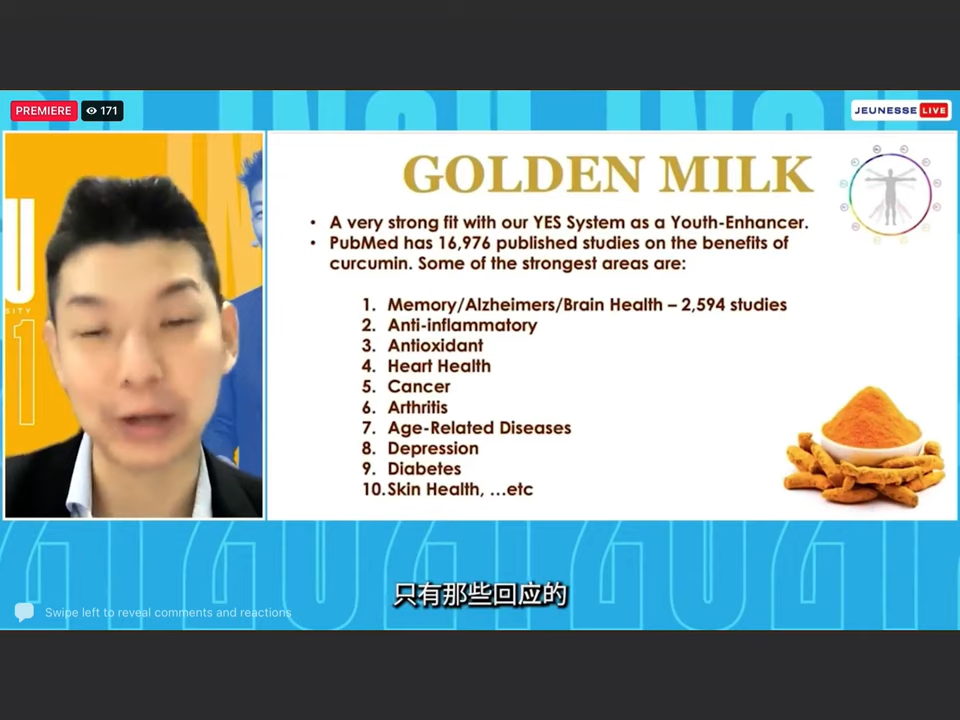 PREMIERE
171
JEUNESSE LIVE
GOLDEN MILK
• A very strong fit with our YES System as a Youth-Enhancer.
• PubMed has 16,976 published studies on the benefits of
curcumin. Some of the strongest areas are:
1. Memory/Alzheimers/Brain Health – 2,594 studies
2. Anti-inflammatory
3. Antioxidant
4. Heart Health
5. Cancer
6. Arthritis
7. Age-Related Diseases
8. Depression
9. Diabetes
10. Skin Health, ...etc
U
SITY
1
只有那些回应的
Swipe left to reveal comments and reactions